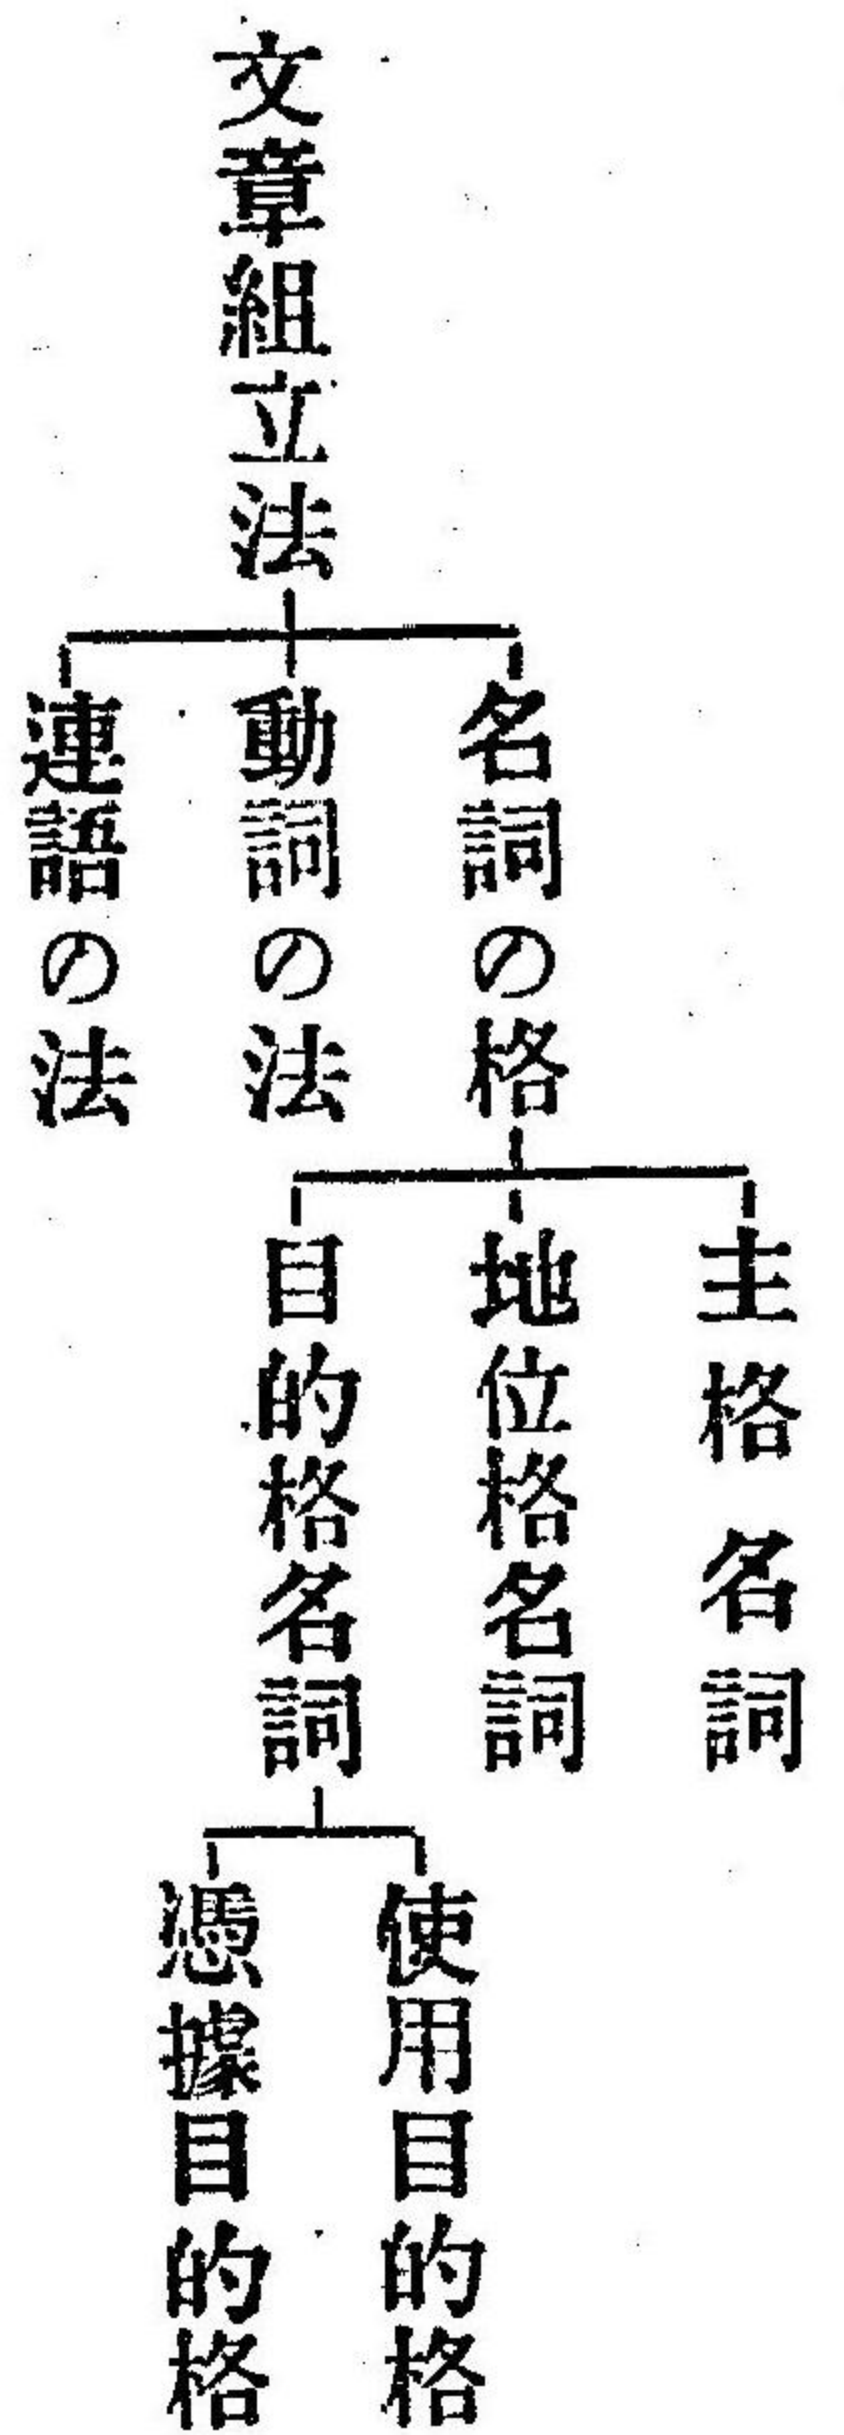 文章組立法
名詞の格
動詞の法
連語の法
主格名詞
地位格名詞
目的格名詞
使用目的格
憑據目的格